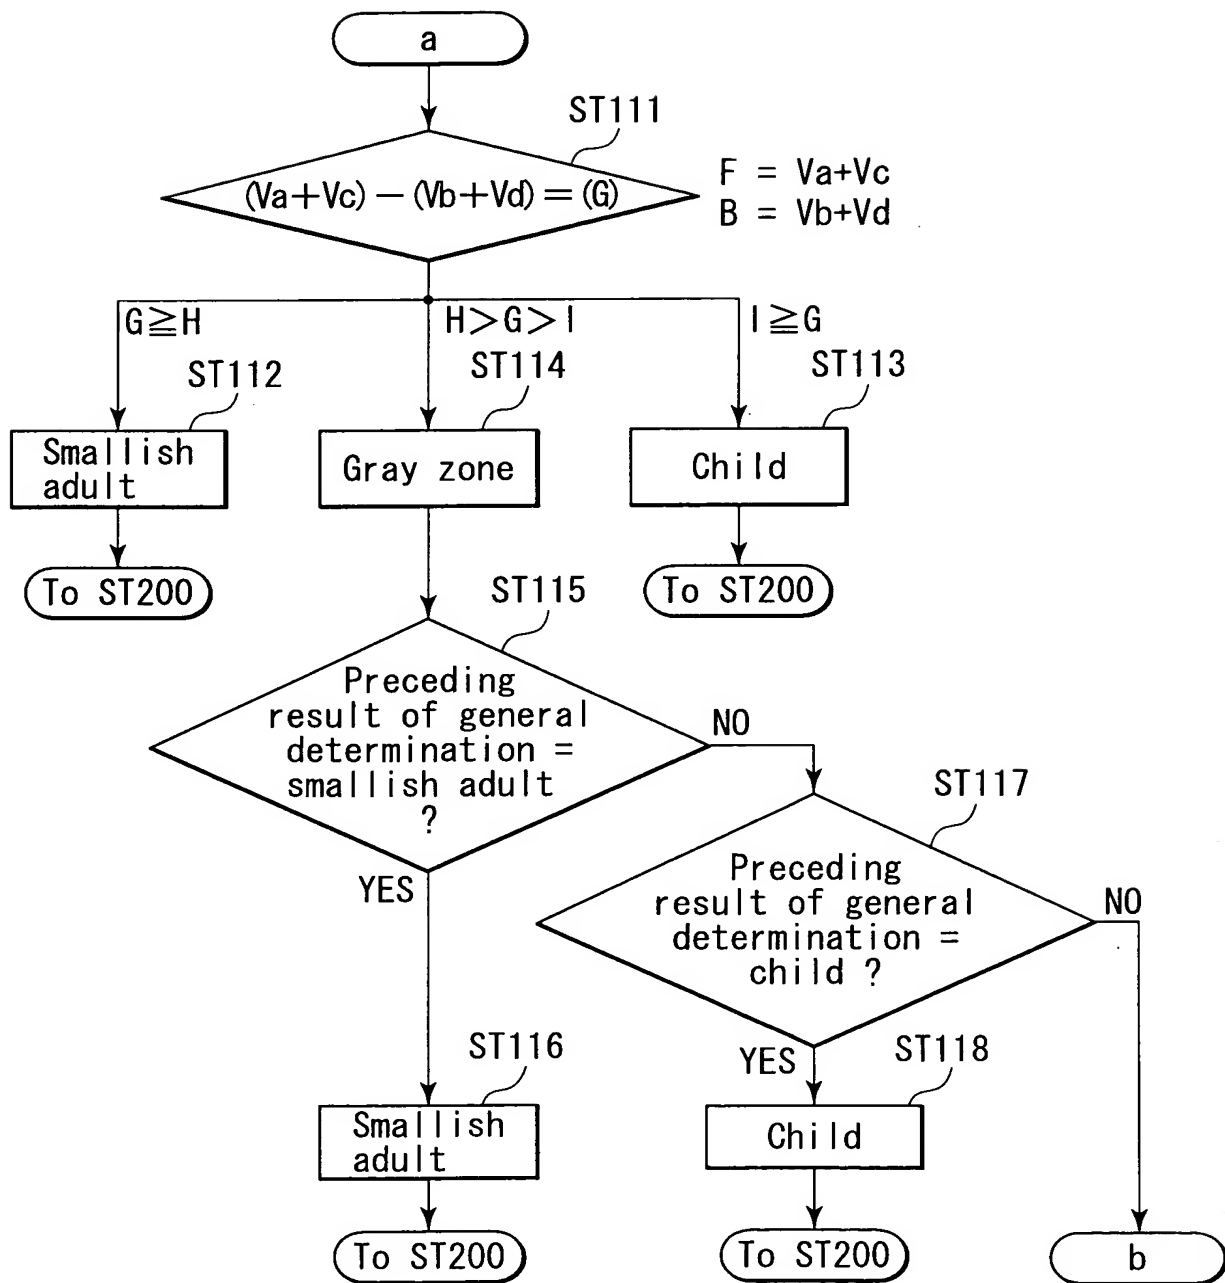 a
ST111
(Va+Vc)−(Vb+Vd)=(G)
F = Va+Vc
B = Vb+Vd
G≧H
H>G>I
I≧G
ST112
ST114
ST113
Smallish
adult
Gray zone
Child
To ST200
To ST200
ST115
Preceding
result of general
determination =
smallish adult
?
NO
YES
ST117
Preceding
result of general
determination =
child ?
NO
YES
ST116
ST118
Smallish
adult
Child
To ST200
To ST200
b